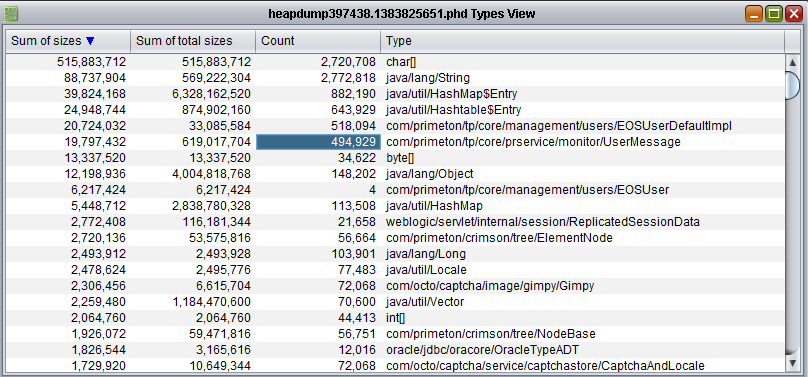 heapdump397438.1383825651.phd Types View
Sum of sizes Sum of total sizes Count Type
515,883,712 515,883,712 2,720,708 char[]
88,737,904 569,222,304 2,772,818 java/lang/String
39,824,168 6,328,162,520 882,190 java/util/HashMap$Entry
24,948,744 874,902,160 643,929 java/util/Hashtable$Entry
20,724,032 33,085,584 518,094 com/primeton/tp/core/management/users/EOSUserDefaultImpl
19,797,432 619,017,704 494,929 com/primeton/tp/core/prservice/monitor/UserMessage
13,337,520 13,337,520 34,622 byte[]
12,198,936 4,004,818,768 148,202 java/lang/Object
6,217,424 6,217,424 4 com/primeton/tp/core/management/users/EOSUser
5,448,712 2,838,780,328 113,508 java/util/HashMap
2,772,408 116,181,344 21,658 weblogic/servlet/internal/session/ReplicatedSessionData
2,720,136 53,575,816 56,664 com/primeton/crimson/tree/ElementNode
2,493,912 2,493,928 103,901 java/lang/Long
2,478,624 2,495,776 77,483 java/util/Locale
2,306,456 6,615,704 72,068 com/octo/captcha/image/gimpy/Gimpy
2,259,480 1,184,470,600 70,600 java/util/Vector
2,064,760 2,064,760 44,413 int[]
1,926,072 59,471,816 56,751 com/primeton/crimson/tree/NodeBase
1,826,544 3,165,616 12,016 oracle/jdbc/oracore/OracleTypeADT
1,729,920 10,649,344 72,068 com/octo/captcha/service/captchastore/CaptchaAndLocale